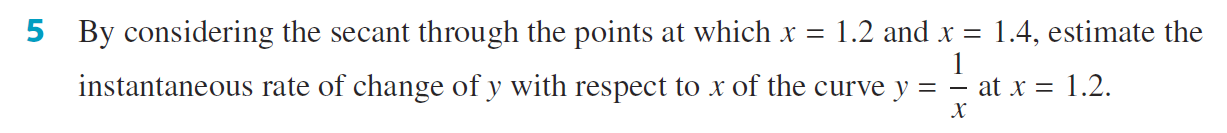 5 By considering the secant through the points at which x = 1.2 and x = 1.4, estimate the
instantaneous rate of change of y with respect to x of the curve y = 1/x at x = 1.2.